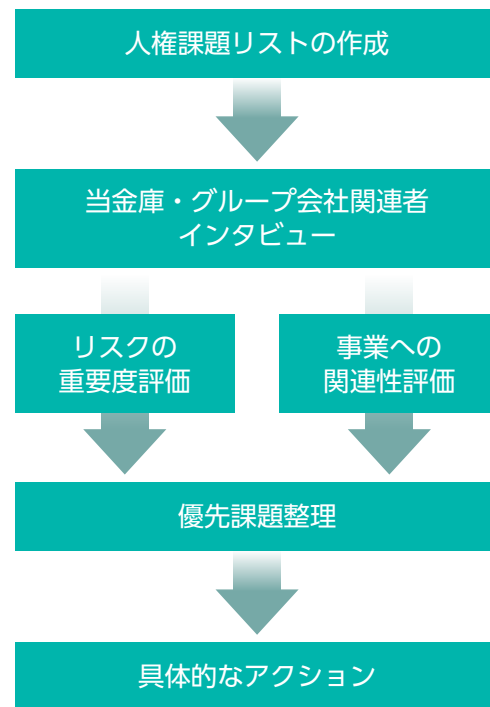 人権課題リストの作成
当金庫・グループ会社関連者
インタビュー
リスクの
重要度評価
事業への
関連性評価
優先課題整理
具体的なアクション